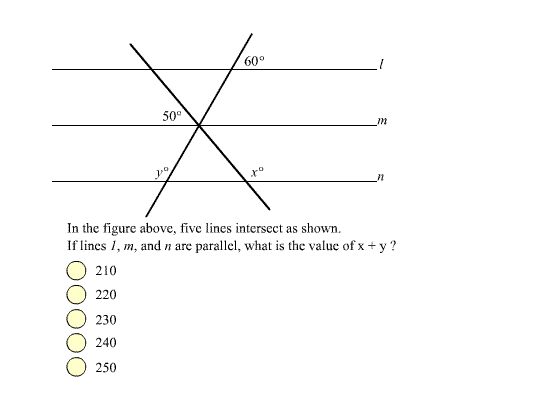 60° l
50° m
y° x° n
In the figure above, five lines intersect as shown.
If lines l, m, and n are parallel, what is the value of x + y ?
210
220
230
240
250